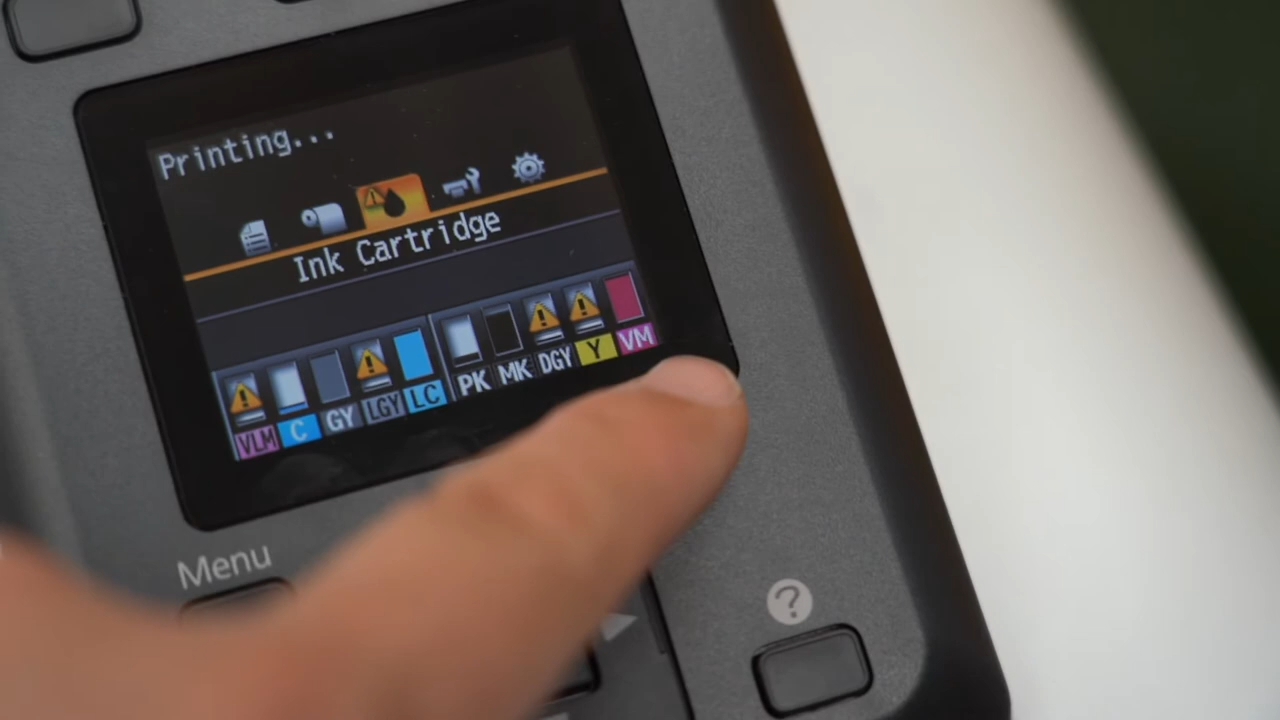 Printing...
Ink Cartridge
VLM C GY LGY LC PK MK DGY Y VM
Menu
?